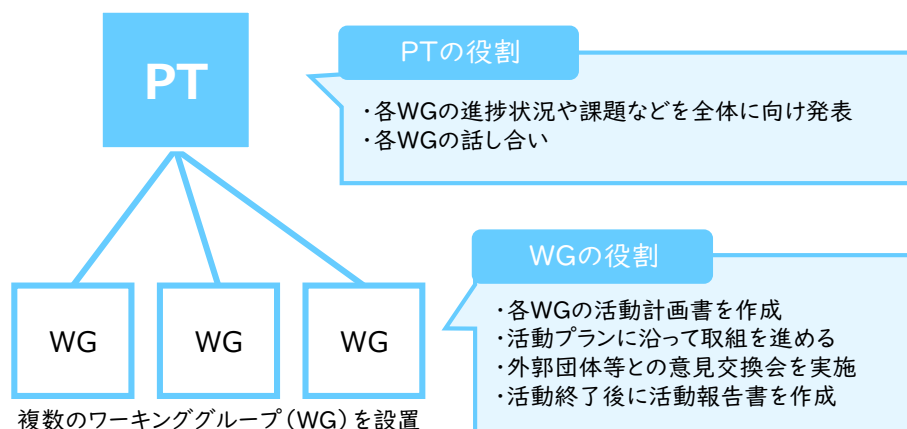 PT
PTの役割
・各WGの進捗状況や課題などを全体に向け発表
・各WGの話し合い
WGの役割
・各WGの活動計画書を作成
・活動プランに沿って取組を進める
・外郭団体等との意見交換会を実施
・活動終了後に活動報告書を作成
WG
WG
WG
複数のワーキンググループ(WG)を設置